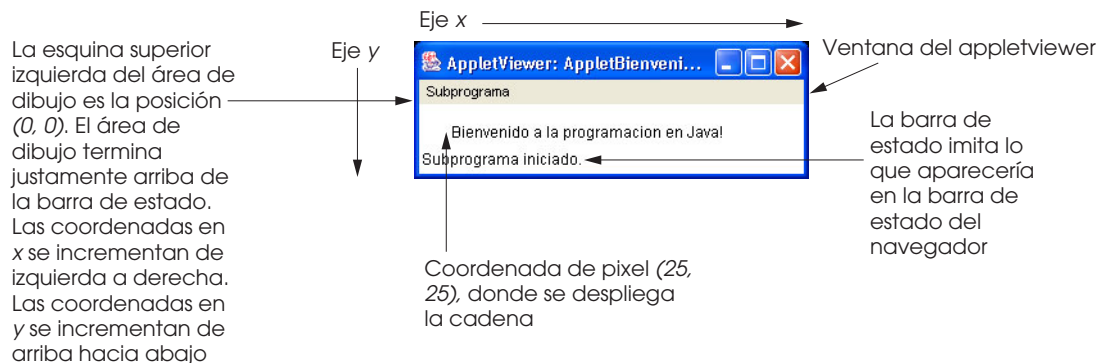 Eje x
La esquina superior
izquierda del área de
dibujo es la posición
(0, 0). El área de
dibujo termina
justamente arriba de
la barra de estado.
Las coordenadas en
x se incrementan de
izquierda a derecha.
Las coordenadas en
y se incrementan de
arriba hacia abajo
Eje y
AppletViewer: AppletBienveni...
Subprograma
Bienvenido a la programacion en Java!
Subprograma iniciado.
Ventana del appletviewer
La barra de
estado imita lo
que aparecería
en la barra de
estado del
navegador
Coordenada de pixel (25,
25), donde se despliega
la cadena